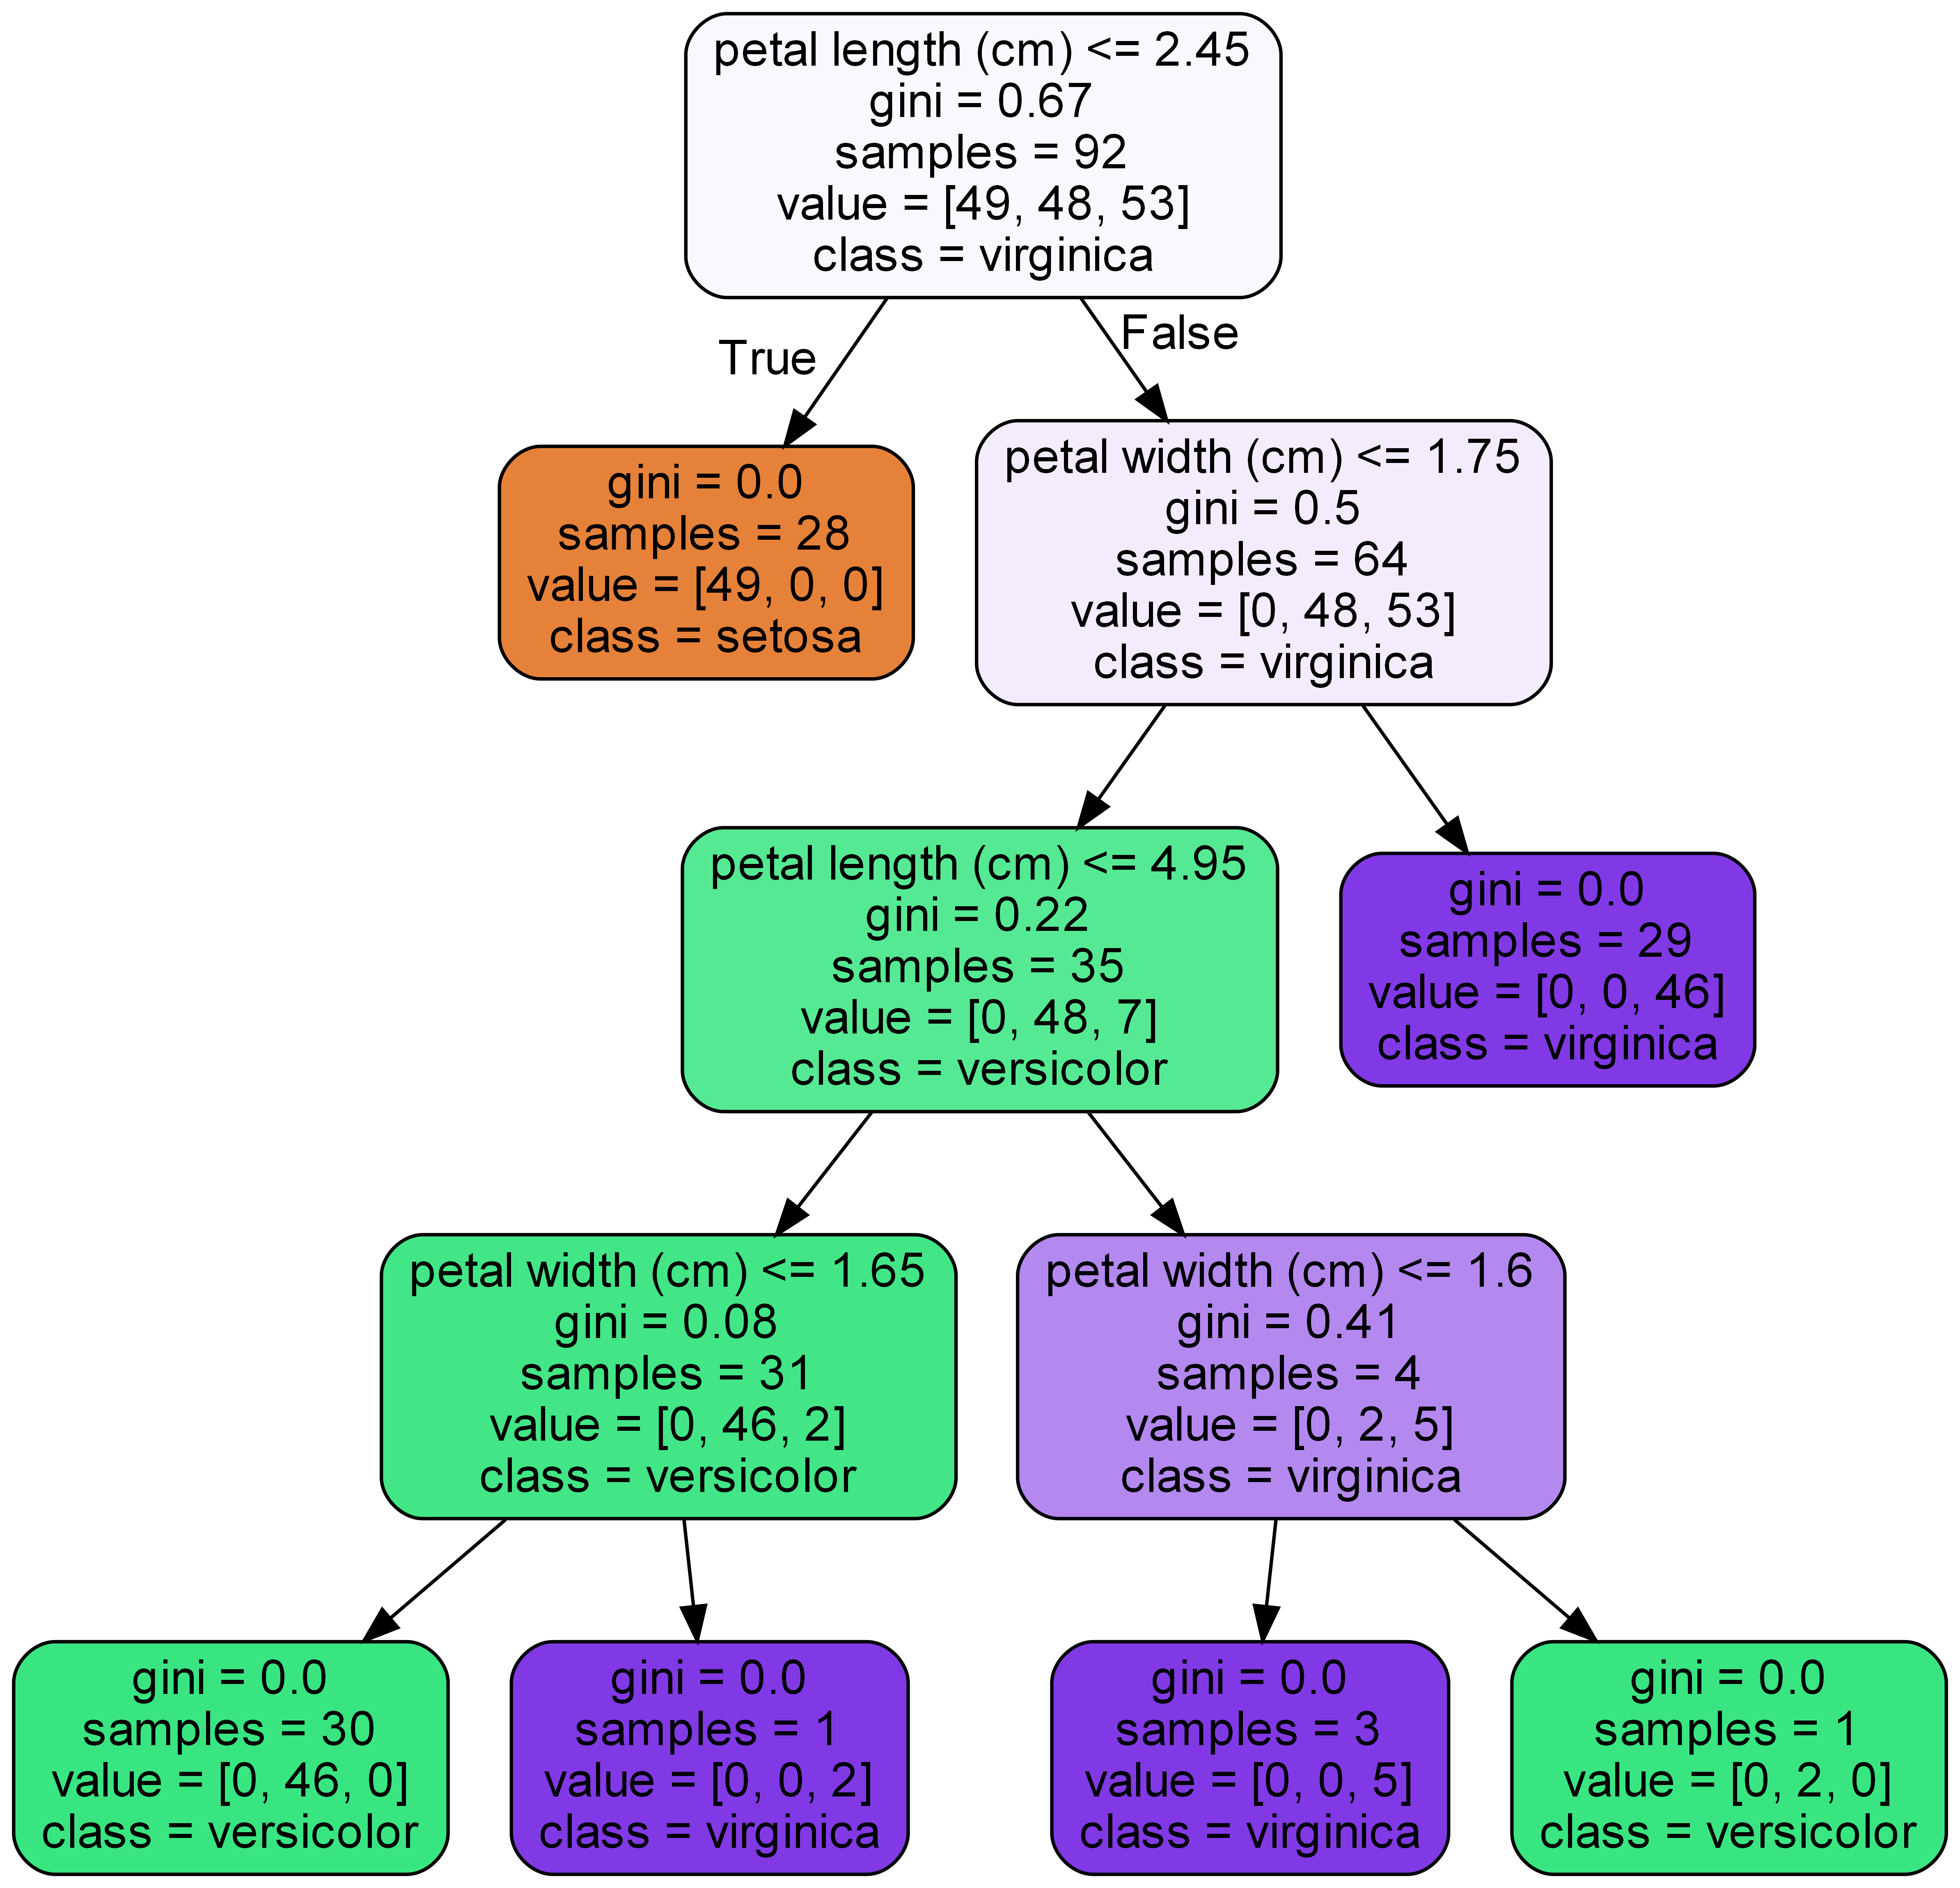 petal length (cm) <= 2.45
gini = 0.67
samples = 92
value = [49, 48, 53]
class = virginica
True
False
gini = 0.0
samples = 28
value = [49, 0, 0]
class = setosa
petal width (cm) <= 1.75
gini = 0.5
samples = 64
value = [0, 48, 53]
class = virginica
petal length (cm) <= 4.95
gini = 0.22
samples = 35
value = [0, 48, 7]
class = versicolor
gini = 0.0
samples = 29
value = [0, 0, 46]
class = virginica
petal width (cm) <= 1.65
gini = 0.08
samples = 31
value = [0, 46, 2]
class = versicolor
petal width (cm) <= 1.6
gini = 0.41
samples = 4
value = [0, 2, 5]
class = virginica
gini = 0.0
samples = 30
value = [0, 46, 0]
class = versicolor
gini = 0.0
samples = 1
value = [0, 0, 2]
class = virginica
gini = 0.0
samples = 3
value = [0, 0, 5]
class = virginica
gini = 0.0
samples = 1
value = [0, 2, 0]
class = versicolor